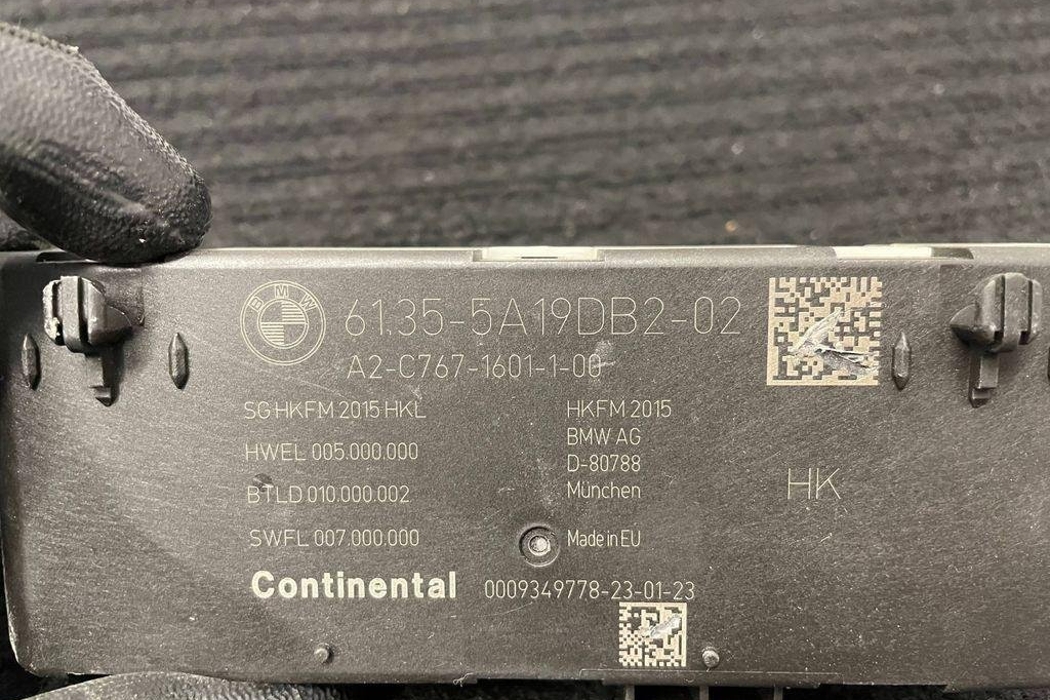 BMW
61.35-5A19DB2-02
A2-C767-1601-1-00
SG HKFM 2015 HKL
HWEL 005.000.000
BTLD 010.000.002
SWFL 007.000.000
HKFM 2015
BMW AG
D-80788
München
Made in EU
HK
Continental 0009349778-23-01-23